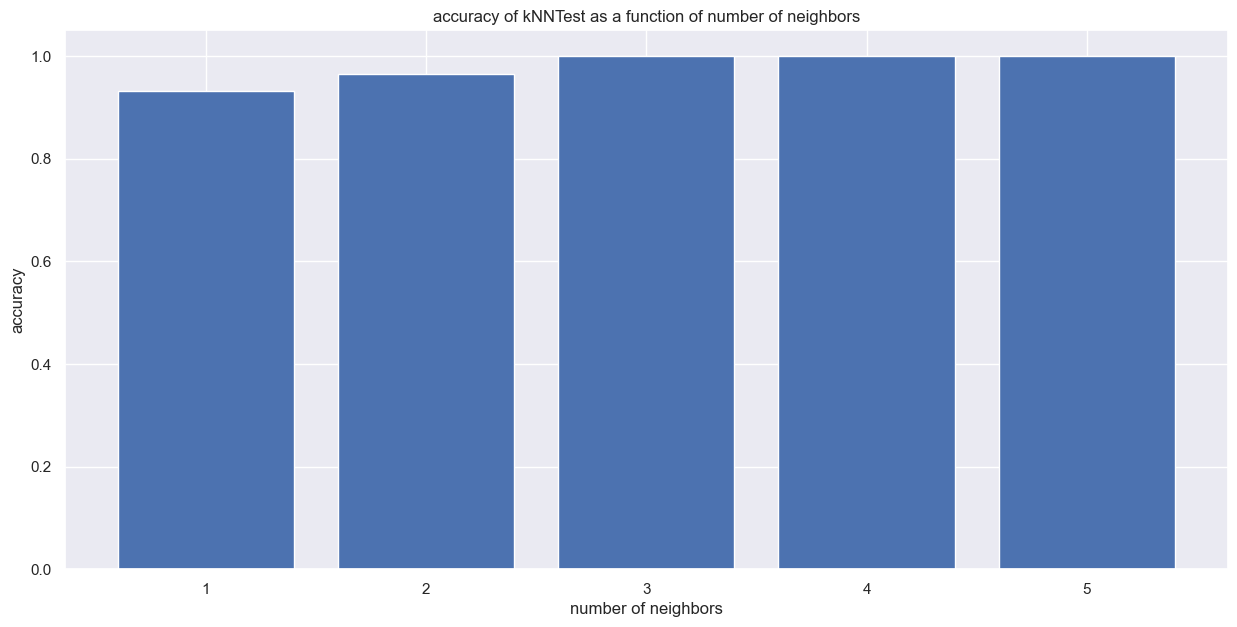 accuracy of kNNTest as a function of number of neighbors
1.0
0.8
0.6
0.4
0.2
0.0
accuracy
1 2 3 4 5
number of neighbors